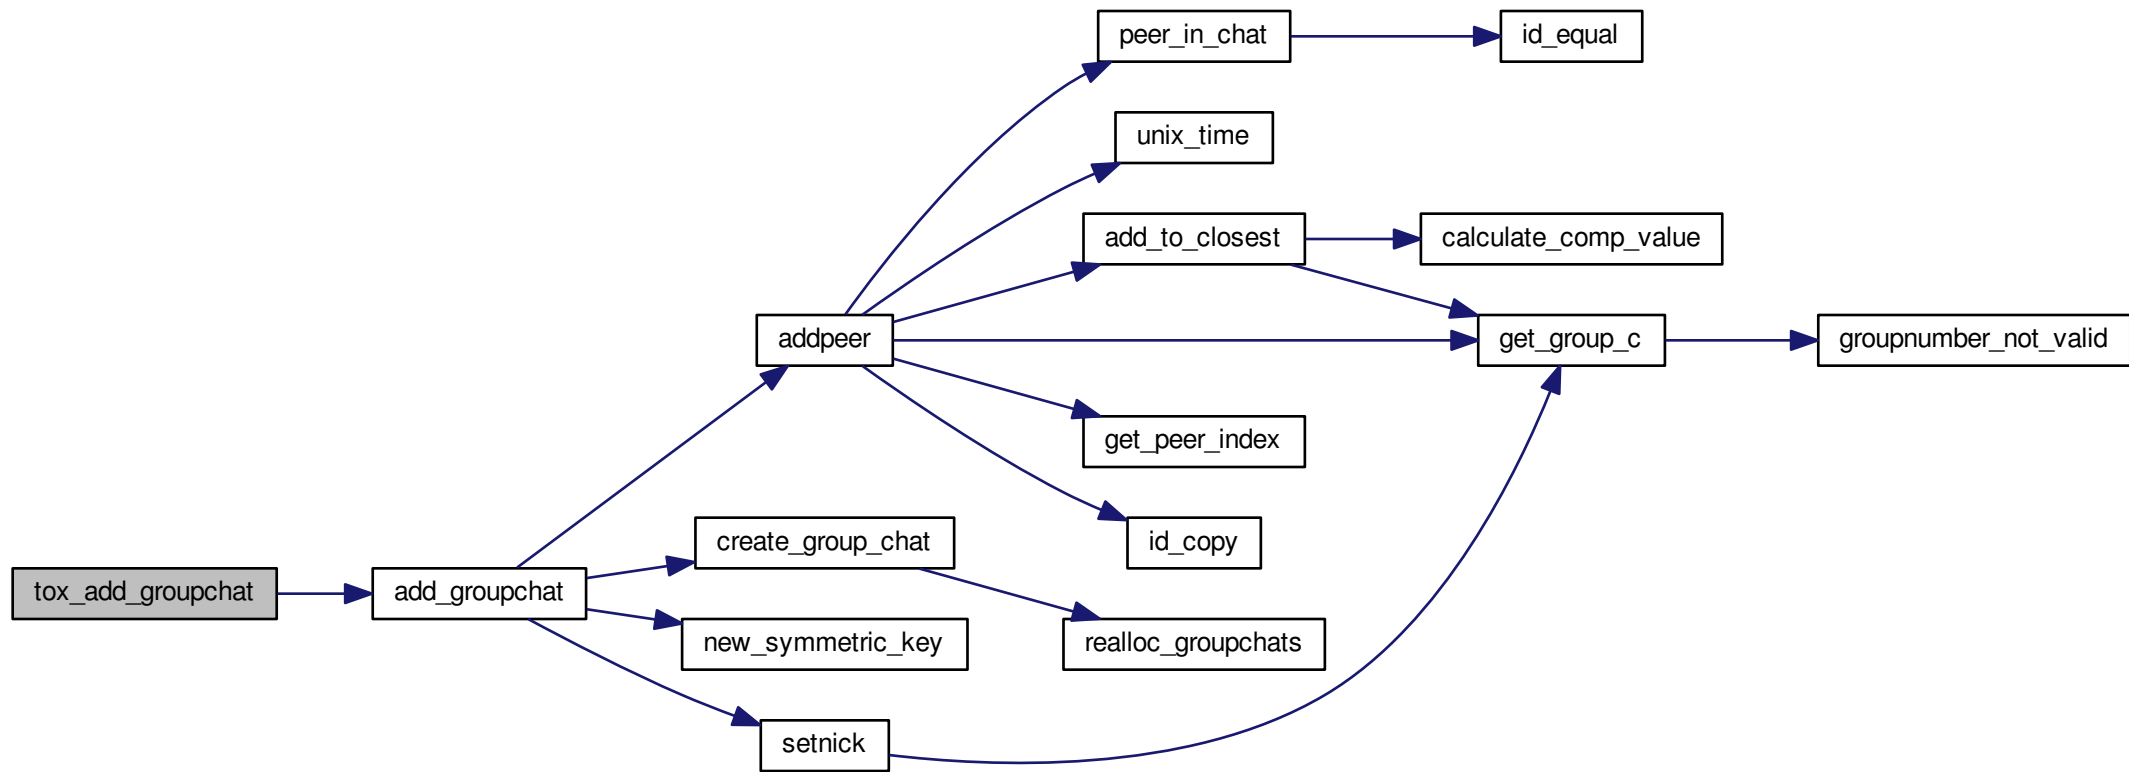 peer_in_chat
id_equal
unix_time
add_to_closest
calculate_comp_value
addpeer
get_group_c
groupnumber_not_valid
get_peer_index
create_group_chat
id_copy
tox_add_groupchat
add_groupchat
new_symmetric_key
realloc_groupchats
setnick